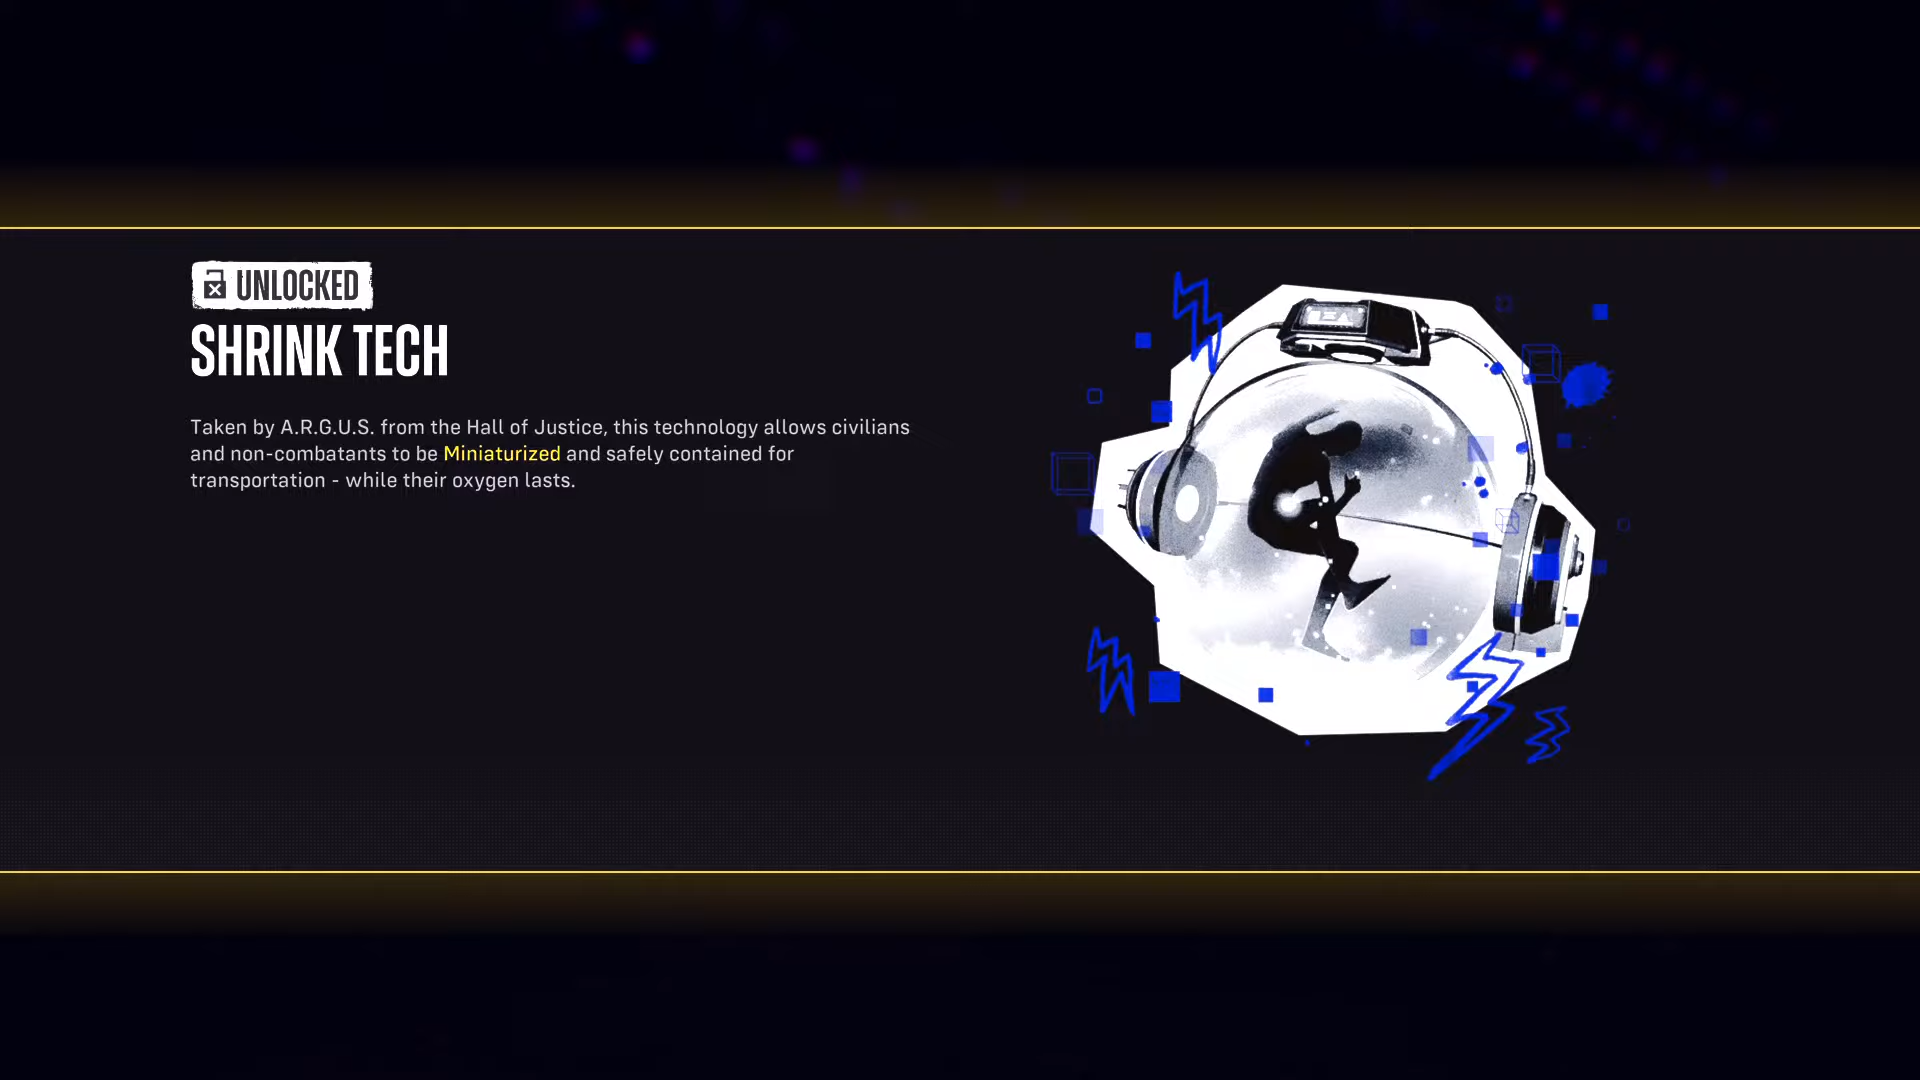 UNLOCKED
SHRINK TECH
Taken by A.R.G.U.S. from the Hall of Justice, this technology allows civilians
and non-combatants to be Miniaturized and safely contained for
transportation - while their oxygen lasts.